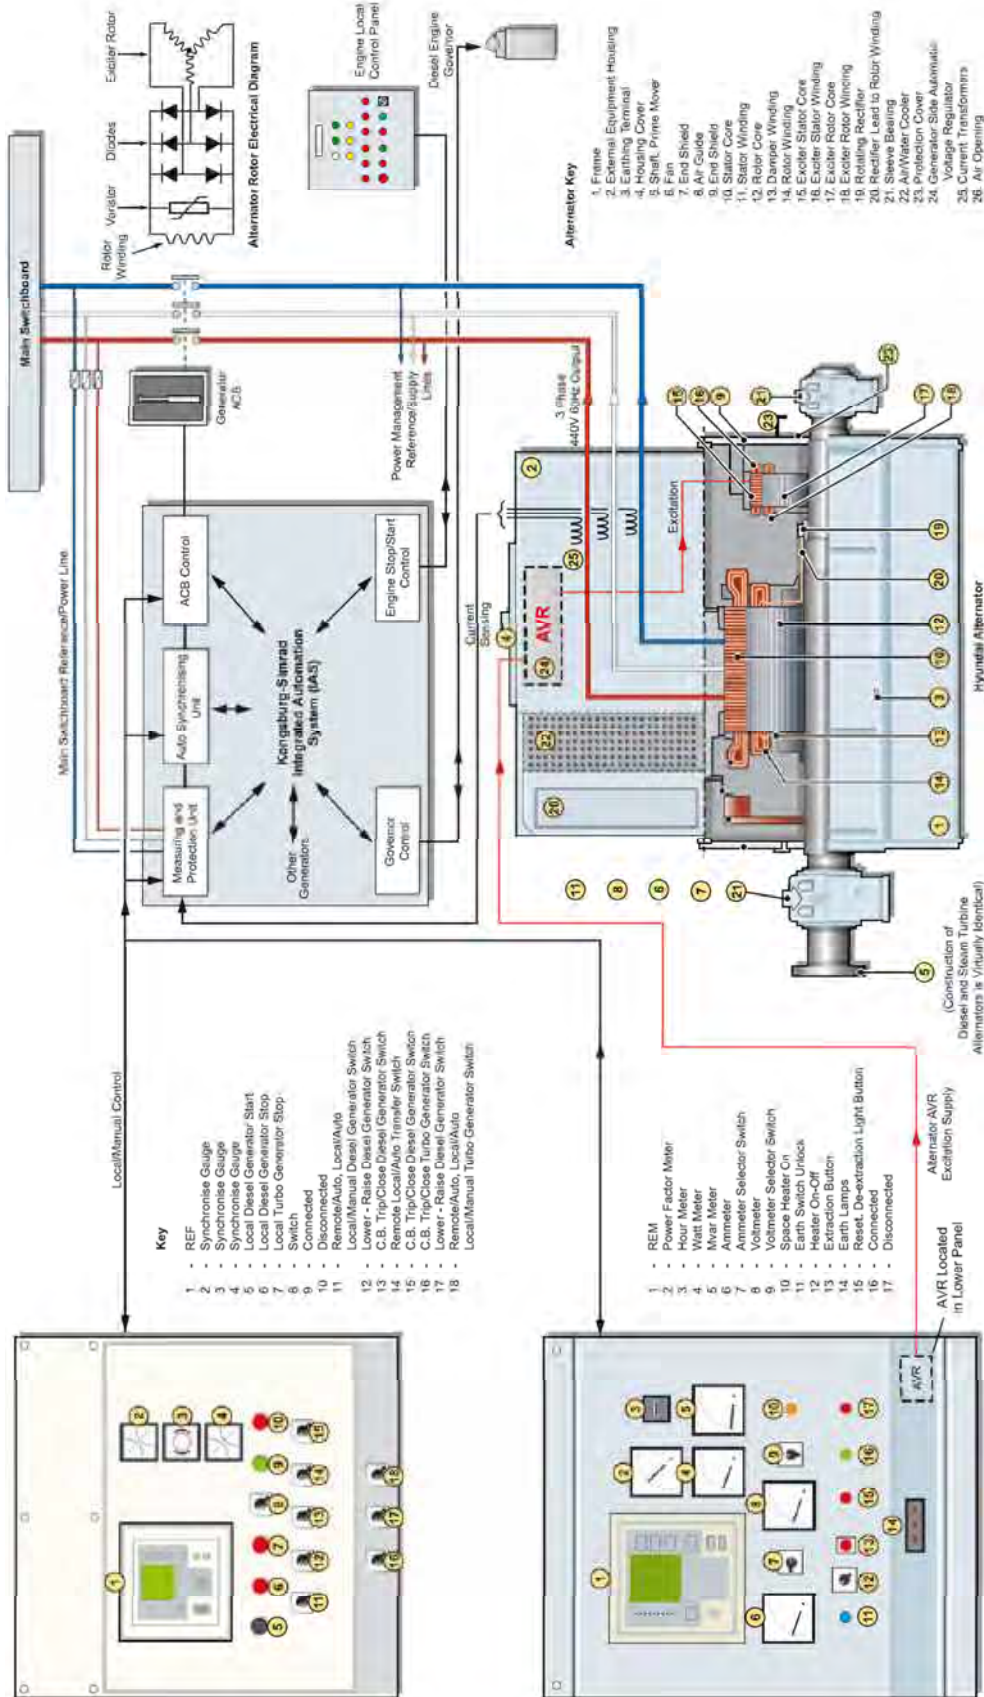 Main Switchboard
Rotor
Winding
Varistor
Diodes
Exciter Rotor
Alternator Rotor Electrical Diagram
Engine Local
Control Panel
Diesel Engine
Governor
Generator
ACB
Main Switchboard Reference/Power Line
Measuring and
Protection Unit
Auto Synchronising
Unit
ACB Control
Kongsburg-Simrad
Integrated Automation
System (IAS)
Other
Generators
Governor
Control
Engine Stop/Start
Control
Power Management
Reference/Supply
Lines
3 Phase
440V 60Hz Output
Current
Sensing
Local/Manual Control
Key
1 - REF
2 - Synchronise Gauge
3 - Synchronise Gauge
4 - Synchronise Gauge
5 - Local Diesel Generator Start
6 - Local Diesel Generator Stop
7 - Local Turbo Generator Stop
8 - Switch
9 - Connected
10 - Disconnected
11 - Remote/Auto, Local/Auto
Local/Manual Diesel Generator Switch
12 - Lower - Raise Diesel Generator Switch
13 - C.B. Trip/Close Diesel Generator Switch
14 - Remote Local/Auto Transfer Switch
15 - C.B. Trip/Close Diesel Generator Switch
16 - C.B. Trip/Close Turbo Generator Switch
17 - Lower - Raise Diesel Generator Switch
18 - Remote/Auto, Local/Auto
Local/Manual Turbo Generator Switch
1 - REM
2 - Power Factor Meter
3 - Hour Meter
4 - Watt Meter
5 - Mvar Meter
6 - Ammeter
7 - Ammeter Selector Switch
8 - Voltmeter
9 - Voltmeter Selector Switch
10 - Space Heater On
11 - Earth Switch Unlock
12 - Heater On-Off
13 - Extraction Button
14 - Earth Lamps
15 - Reset. De-extraction Light Button
16 - Connected
17 - Disconnected
AVR
AVR Located
in Lower Panel
Alternator AVR
Excitation Supply
(Construction of
Diesel and Steam Turbine
Alternators is Virtually Identical)
AVR
Excitation
Hyundai Alternator
Alternator Key
1. Frame
2. External Equipment Housing
3. Earthing Terminal
4. Housing Cover
5. Shaft, Prime Mover
6. Fan
7. End Shield
8. Air Guide
9. End Shield
10. Stator Core
11. Stator Winding
12. Rotor Core
13. Damper Winding
14. Rotor Winding
15. Exciter Stator Core
16. Exciter Stator Winding
17. Exciter Rotor Core
18. Exciter Rotor Winding
19. Rotating Rectifier
20. Rectifier Lead to Rotor Winding
21. Sleeve Bearing
22. Air/Water Cooler
23. Protection Cover
24. Generator Side Automatic
Voltage Regulator
25. Current Transformers
26. Air Opening